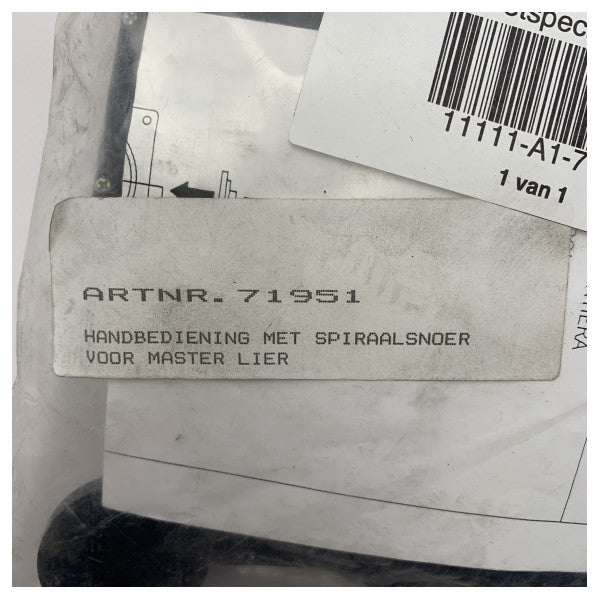 11111-A1-7
1 van 1
ARTNR. 71951
HANDBEDIENING MET SPIRAALSNOER
VOOR MASTER LIER